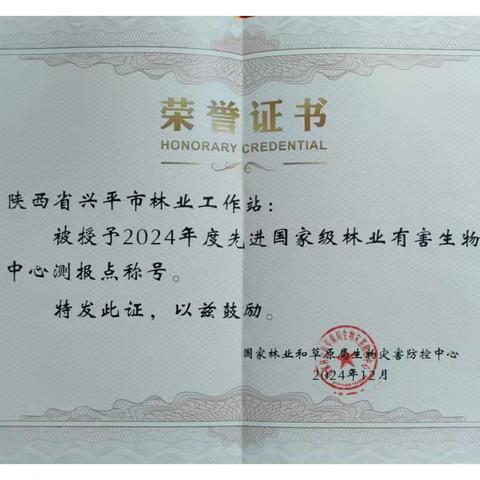 荣誉证书
HONORARY CREDENTIAL
陕西省兴平市林业工作站：
被授予2024年度先进国家级林业有害生物
中心测报点称号。
特发此证，以兹鼓励。
国家林业和草原局生物灾害防控中心
2024年12月